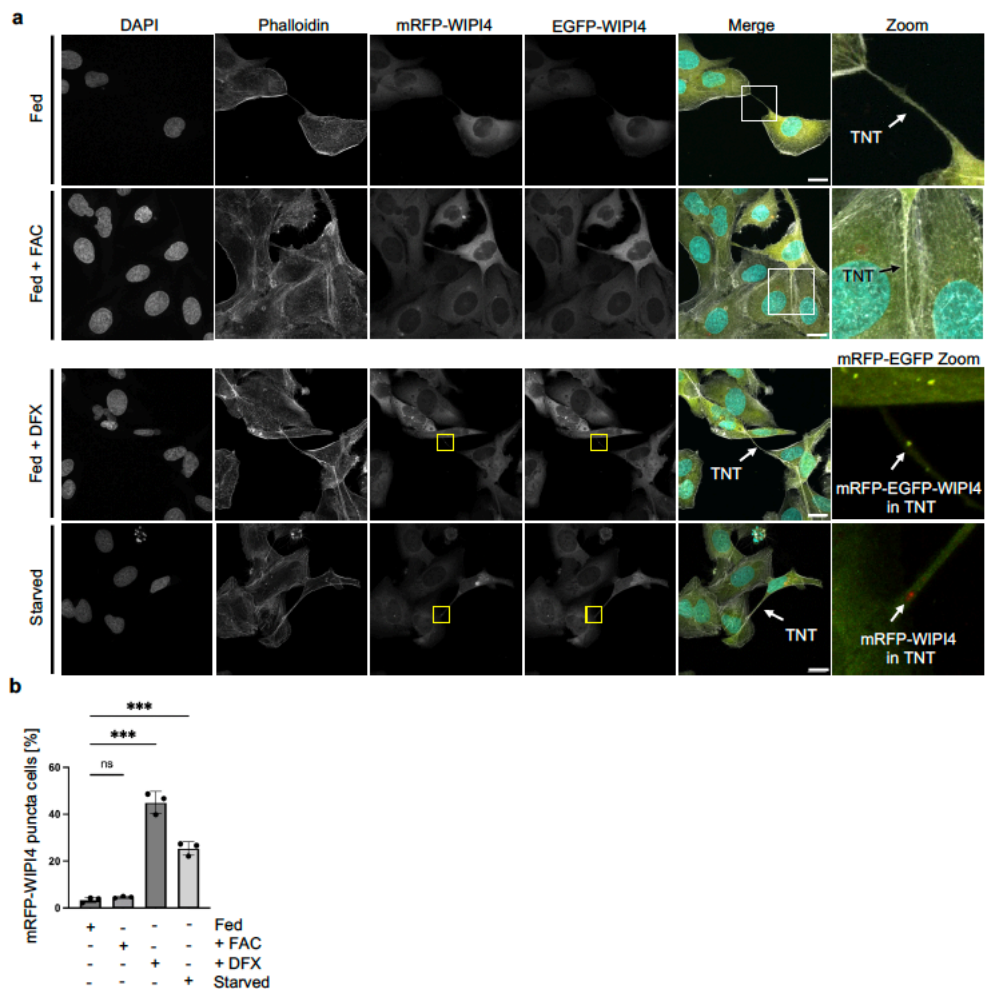 a
DAPI Phalloidin mRFP-WIPI4 EGFP-WIPI4 Merge Zoom
Fed
TNT
Fed + FAC
TNT
mRFP-EGFP Zoom
Fed + DFX
TNT
mRFP-EGFP-WIPI4
in TNT
Starved
TNT
mRFP-WIPI4
in TNT
b
mRFP-WIPI4 puncta cells [%]
***
***
ns
60
40
20
0
+ - - - Fed
- + - - + FAC
- - + - + DFX
- - - + Starved